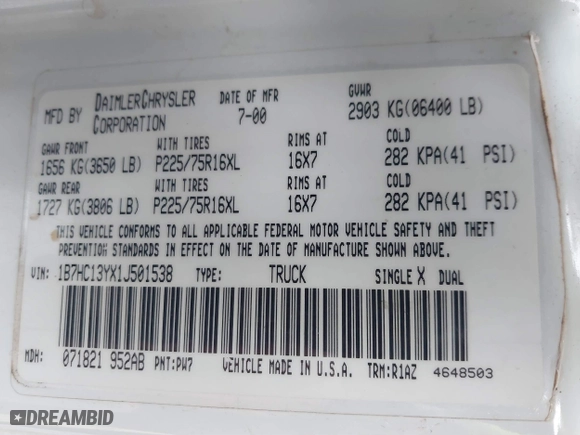 MFD BY DAIMLERCHRYSLER CORPORATION DATE OF MFR 7-00 GVWR 2903 KG(06400 LB)
GAWR FRONT WITH TIRES RIMS AT COLD
1656 KG(3650 LB) P225/75R16XL 16X7 282 KPA(41 PSI)
GAWR REAR WITH TIRES RIMS AT COLD
1727 KG(3806 LB) P225/75R16XL 16X7 282 KPA(41 PSI)
THIS VEHICLE CONFORMS TO ALL APPLICABLE FEDERAL MOTOR VEHICLE SAFETY AND THEFT
PREVENTION STANDARDS IN EFFECT ON THE DATE OF MANUFACTURE SHOWN ABOVE.
VIN: 1B7HC13YX1J501538 TYPE: TRUCK SINGLE X DUAL
MDH: 071821 952AB PNT:PW7 VEHICLE MADE IN U.S.A. TRM:R1AZ 4648503
DREAMBID